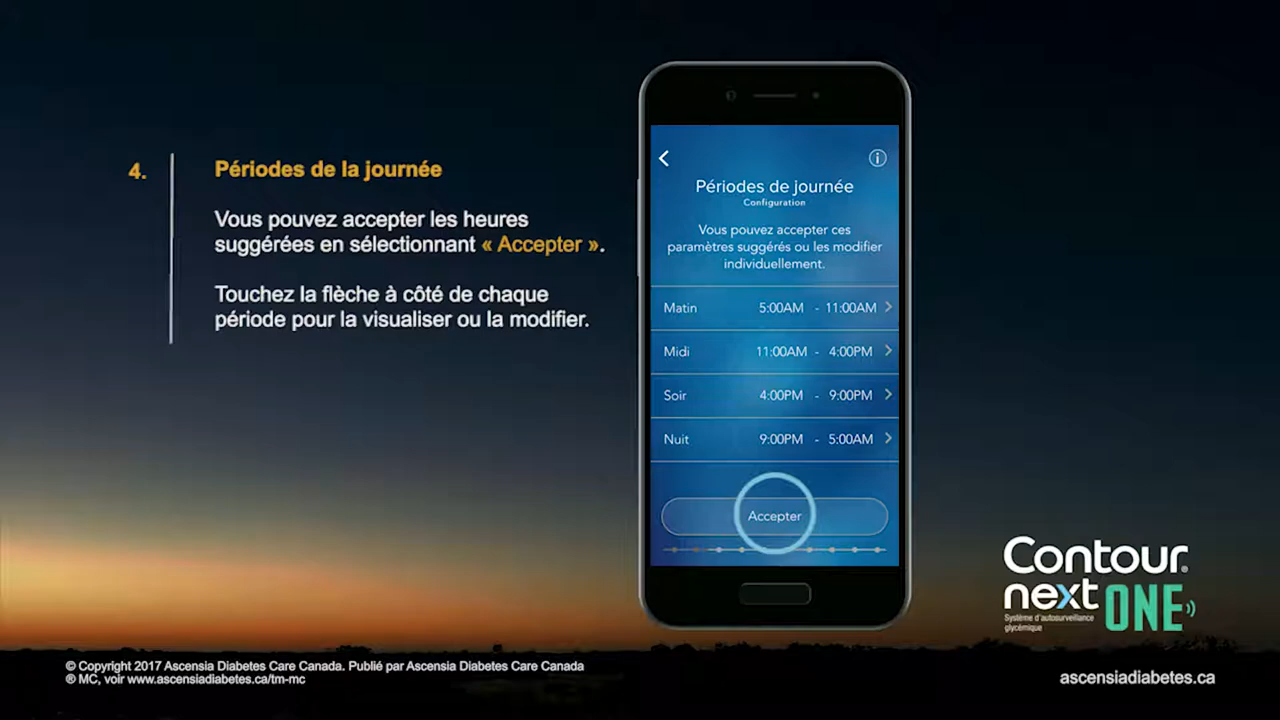 4.
Périodes de la journée
Vous pouvez accepter les heures
suggérées en sélectionnant « Accepter ».
Touchez la flèche à côté de chaque
période pour la visualiser ou la modifier.
Périodes de journée
Configuration
Vous pouvez accepter ces
paramètres suggérés ou les modifier
individuellement.
Matin 5:00AM - 11:00AM
Midi 11:00AM - 4:00PM
Soir 4:00PM - 9:00PM
Nuit 9:00PM - 5:00AM
Accepter
Contour®
next ONE
Système d'autosurveillance
glycémique
© Copyright 2017 Ascensia Diabetes Care Canada. Publié par Ascensia Diabetes Care Canada
® MC, voir www.ascensiadiabetes.ca/tm-mc
ascensiadiabetes.ca